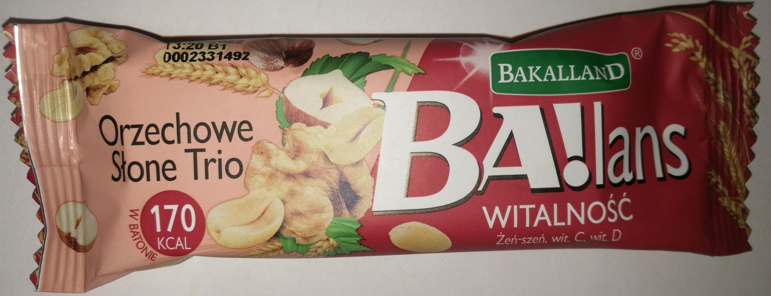 13:20 B1
0002331492
Orzechowe
Słone Trio
170
KCAL
W BATONIE
BAKALLAND®
BA!lans
WITALNOŚĆ
Żeń-szeń, wit. C, wit. D